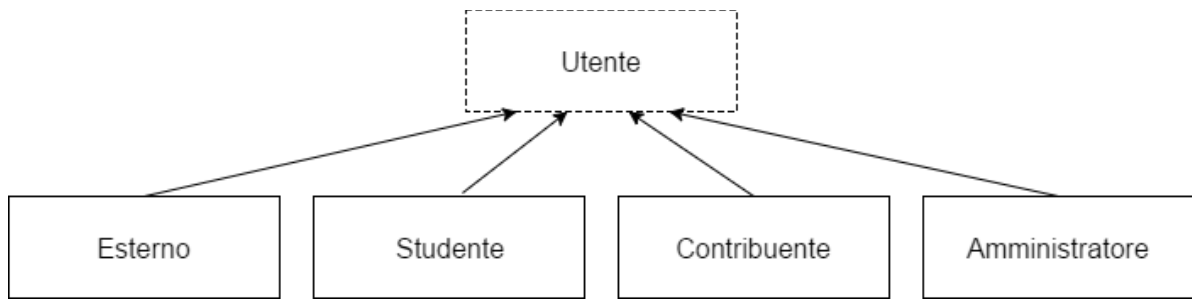 Utente
Esterno
Studente
Contribuente
Amministratore